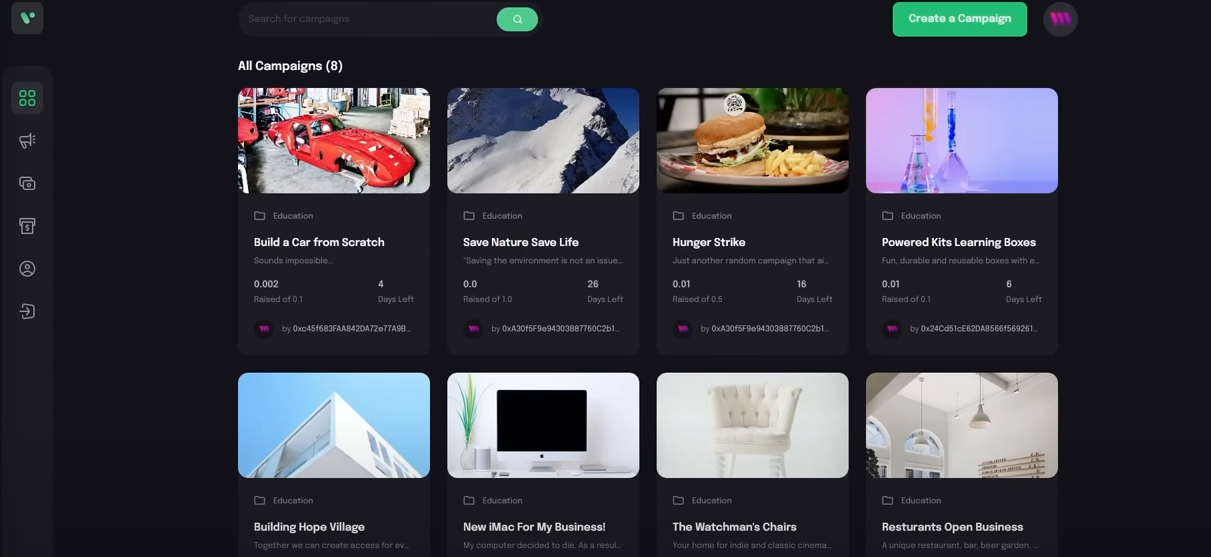 Search for campaigns
Create a Campaign
All Campaigns (8)
Education
Build a Car from Scratch
Sounds impossible...
0.002
4
Raised of 0.1
Days Left
by 0xc45f683FAA842DA72e77A9B...
Education
Save Nature Save Life
"Saving the environment is not an issue...
0.0
26
Raised of 1.0
Days Left
by 0xA30f5F9e94303887760C2b1...
Education
Hunger Strike
Just another random campaign that ai...
0.01
16
Raised of 0.5
Days Left
by 0xA30f5F9e94303887760C2b1...
Education
Powered Kits Learning Boxes
Fun, durable and reusable boxes with e...
0.01
6
Raised of 0.1
Days Left
by 0x24Cd51cE62DA8566f569261...
Education
Building Hope Village
Together we can create access for ev...
Education
New iMac For My Business!
My computer decided to die. As a resul...
Education
The Watchman's Chairs
Your home for indie and classic cinema...
Education
Resturants Open Business
A unique restaurant, bar, beer garden, ...